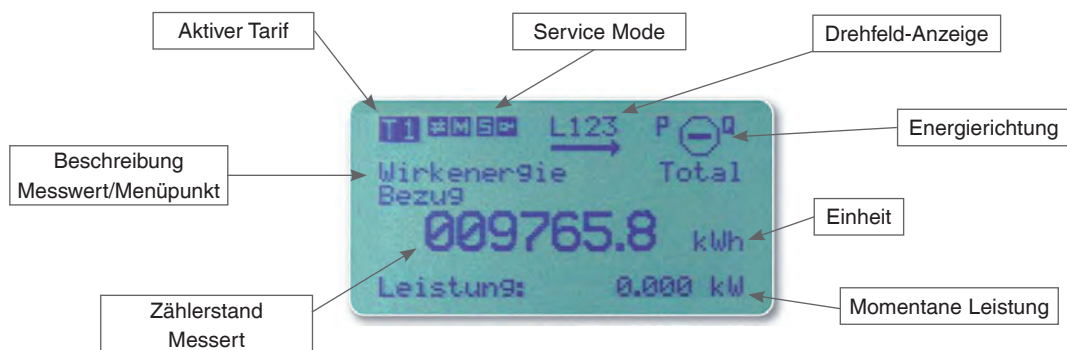 Aktiver Tarif
Service Mode
Drehfeld-Anzeige
T1 M S L123 P Q
Energierichtung
Beschreibung
Messwert/Menüpunkt
Wirkenergie Total
Bezug
Einheit
009765.8 kWh
Leistung: 0.000 kW
Momentane Leistung
Zählerstand
Messert